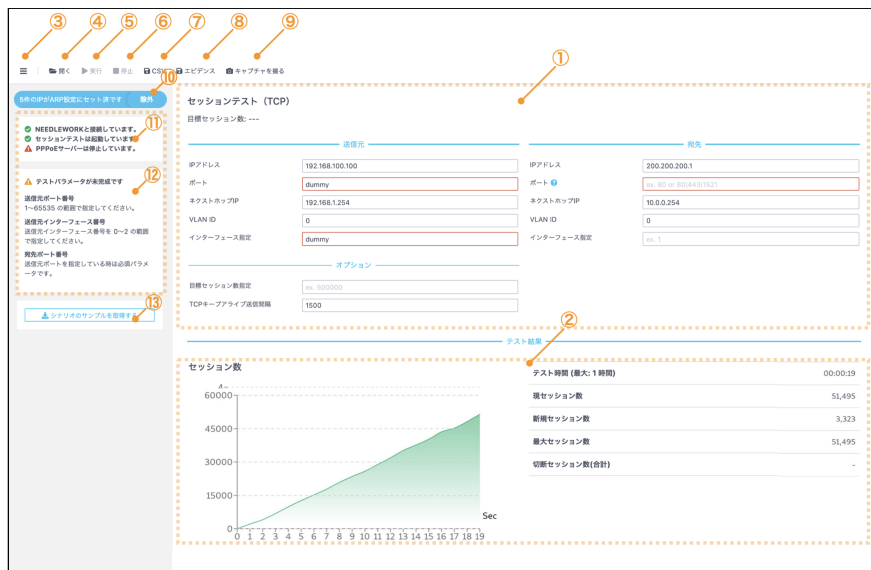 ③ ④ ⑤ ⑥ ⑦ ⑧ ⑨
開く 実行 停止 CSV エビデンス キャプチャを撮る
⑩
5件のIPがARP設定にセット済です 除外
⑪
NEEDLEWORKと接続しています。
セッションテストは起動しています。
PPPoEサーバーは停止しています。
⑫
テストパラメータが未完成です
送信元ポート番号
1~65535 の範囲で指定してください。
送信元インターフェース番号
送信元インターフェース番号を 0~2 の範囲
で指定してください。
宛先ポート番号
送信元ポートを指定している時は必須パラメ
ータです。
⑬
シナリオのサンプルを取得する
①
セッションテスト(TCP)
目標セッション数: ---
送信元
IPアドレス 192.168.100.100
ポート dummy
ネクストホップIP 192.168.1.254
VLAN ID 0
インターフェース指定 dummy
宛先
IPアドレス 200.200.200.1
ポート ? ex. 80 or 80|443|1521
ネクストホップIP 10.0.0.254
VLAN ID 0
インターフェース指定 ex. 1
オプション
目標セッション数指定 ex. 500000
TCPキープアライブ送信間隔 1500
②
テスト結果
セッション数
60000
45000
30000
15000
0
0 1 2 3 4 5 6 7 8 9 10 11 12 13 14 15 16 17 18 19
Sec
テスト時間 (最大: 1 時間) 00:00:19
現セッション数 51,495
新規セッション数 3,323
最大セッション数 51,495
切断セッション数(合計) -